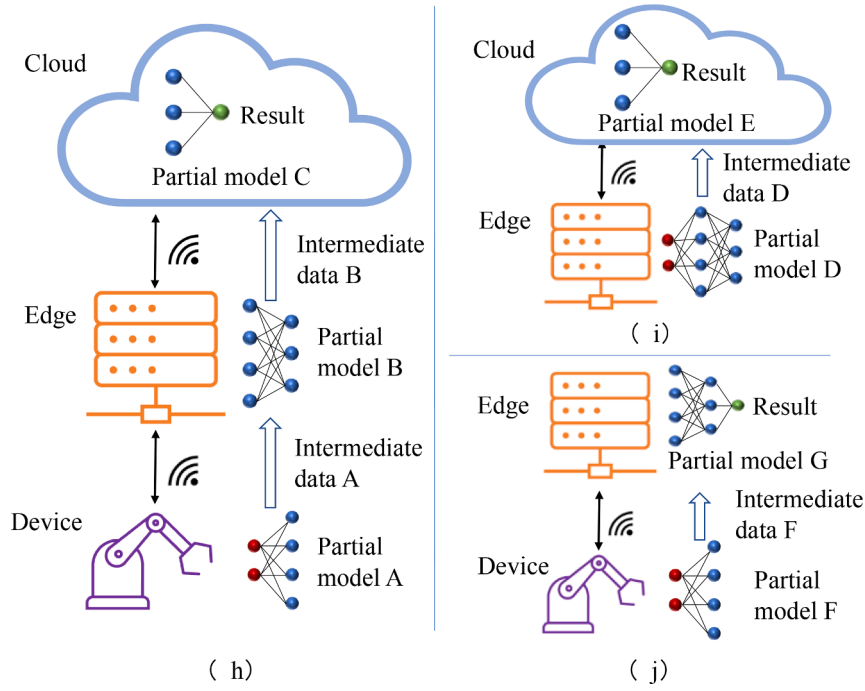 Cloud
Result
Partial model C
Intermediate
data B
Edge
Partial
model B
Intermediate
data A
Device
Partial
model A
( h)
Cloud
Result
Partial model E
Intermediate
data D
Edge
Partial
model D
( i)
Edge
Result
Partial model G
Intermediate
data F
Device
Partial
model F
( j)